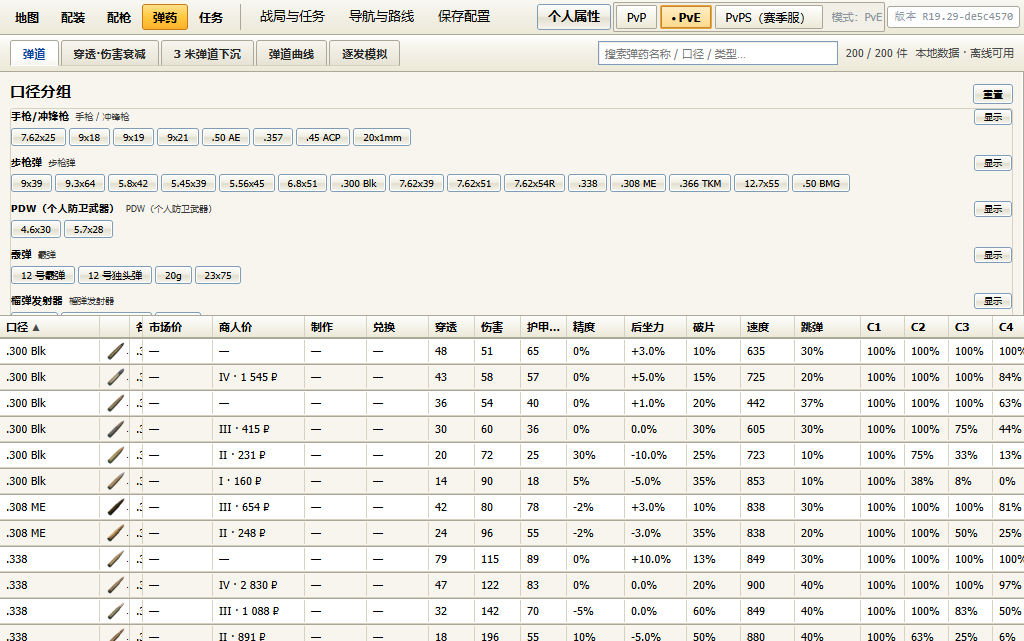 地图 配装 配枪 弹药 任务 战局与任务 导航与路线 保存配置 个人属性 PvP •PvE PvPS（赛季服） 模式: PvE 版本 R19.29-de5c4570
弹道 穿透·伤害衰减 3 米弹道下沉 弹道曲线 逐发模拟 搜索弹药名称 / 口径 / 类型... 200 / 200 件 本地数据 · 离线可用
口径分组 重置
手枪/冲锋枪 手枪 / 冲锋枪 显示
7.62x25 9x18 9x19 9x21 .50 AE .357 .45 ACP 20x1mm
步枪弹 步枪弹 显示
9x39 9.3x64 5.8x42 5.45x39 5.56x45 6.8x51 .300 Blk 7.62x39 7.62x51 7.62x54R .338 .308 ME .366 TKM 12.7x55 .50 BMG
PDW（个人防卫武器） PDW（个人防卫武器） 显示
4.6x30 5.7x28
霰弹 霰弹 显示
12 号霰弹 12 号独头弹 20g 23x75
榴弹发射器 榴弹发射器 显示
口径 ▲ 市场价 商人价 制作 兑换 穿透 伤害 护甲... 精度 后坐力 破片 速度 跳弹 C1 C2 C3 C4
.300 Blk — — — — 48 51 65 0% +3.0% 10% 635 30% 100% 100% 100% 100%
.300 Blk — IV · 1 545 ₽ — — 43 58 57 0% +5.0% 15% 725 20% 100% 100% 100% 84%
.300 Blk — — — — 36 54 40 0% +1.0% 20% 442 37% 100% 100% 100% 63%
.300 Blk — III · 415 ₽ — — 30 60 36 0% 0.0% 30% 605 30% 100% 100% 75% 44%
.300 Blk — II · 231 ₽ — — 20 72 25 30% -10.0% 25% 723 10% 100% 75% 33% 13%
.300 Blk — I · 160 ₽ — — 14 90 18 5% -5.0% 35% 853 10% 100% 38% 8% 0%
.308 ME — III · 654 ₽ — — 42 80 78 -2% +3.0% 10% 838 30% 100% 100% 100% 81%
.308 ME — II · 248 ₽ — — 24 96 55 -2% -3.0% 35% 838 20% 100% 100% 50% 25%
.338 — — — — 79 115 89 0% +10.0% 13% 849 30% 100% 100% 100% 100%
.338 — IV · 2 830 ₽ — — 47 122 83 0% 0.0% 20% 900 40% 100% 100% 100% 97%
.338 — III · 1 088 ₽ — — 32 142 70 -5% 0.0% 60% 849 40% 100% 100% 83% 50%
.338 — II · 891 ₽ — — 18 196 55 10% -5.0% 50% 880 40% 100% 63% 25% 6%